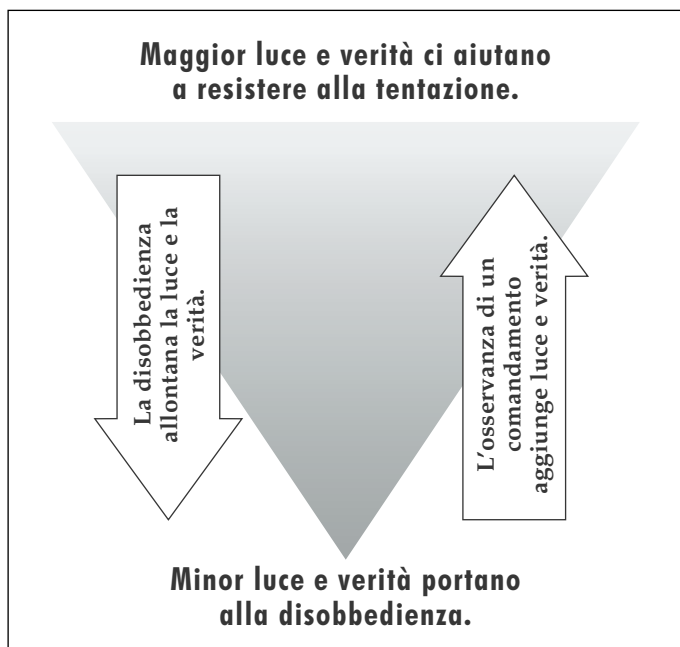 Maggior luce e verità ci aiutano
a resistere alla tentazione.
La disobbedienza
allontana la luce e la
verità.
L'osservanza di un
comandamento
aggiunge luce e verità.
Minor luce e verità portano
alla disobbedienza.